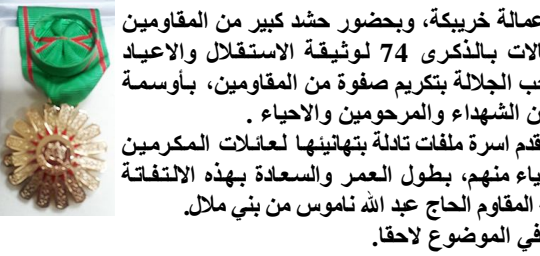 عمالة خريبكة، وبحضور حشد كبير من المقاومين
الات بالذكرى 74 لوثيقة الاستقلال والاعياد
ب الجلالة بتكريم صفوة من المقاومين، بأوسمة
ن الشهداء والمرحومين والاحياء .
قدم اسرة ملفات تادلة بتهانيئها لعائلات المكرمين
ياء منهم، بطول العمر والسعادة بهذه الالتفاتة
المقاوم الحاج عبد الله ناموس من بني ملال.
في الموضوع لاحقا.